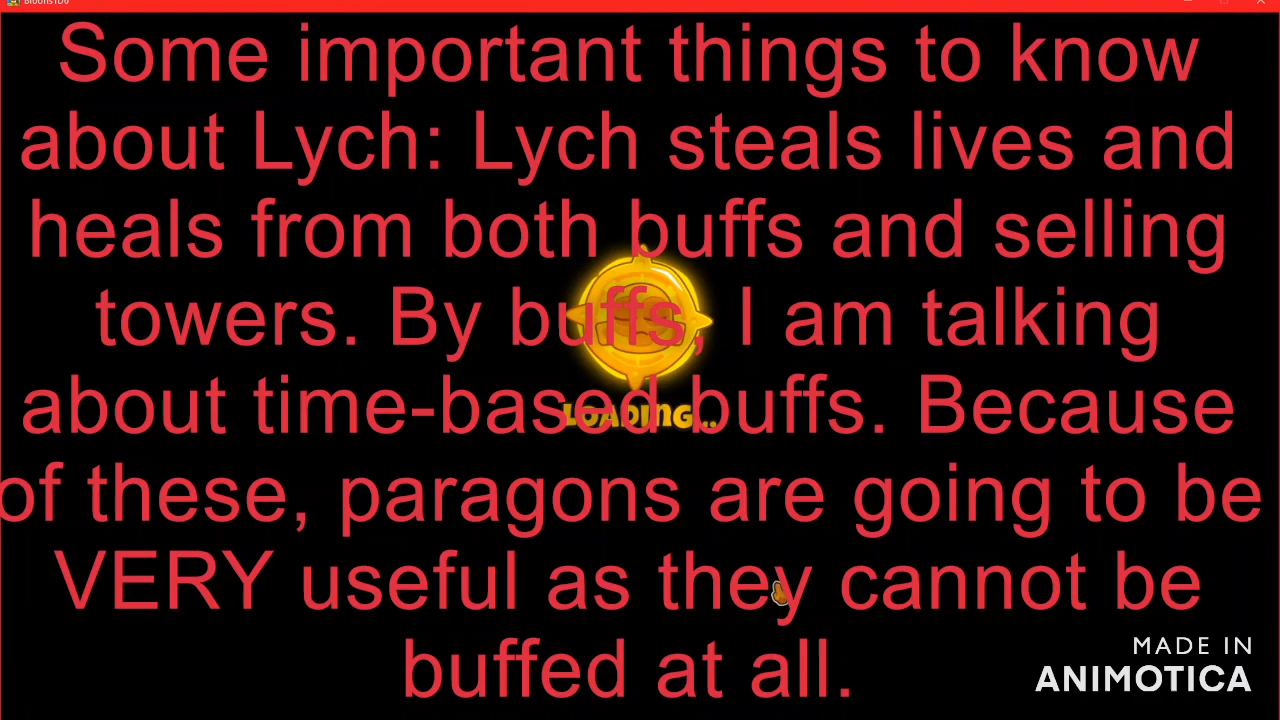 BloonsTD6
Some important things to know
about Lych: Lych steals lives and
heals from both buffs and selling
towers. By buffs, I am talking
about time-based buffs. Because
of these, paragons are going to be
VERY useful as they cannot be
buffed at all.
LOADING...
MADE IN
ANIMOTICA